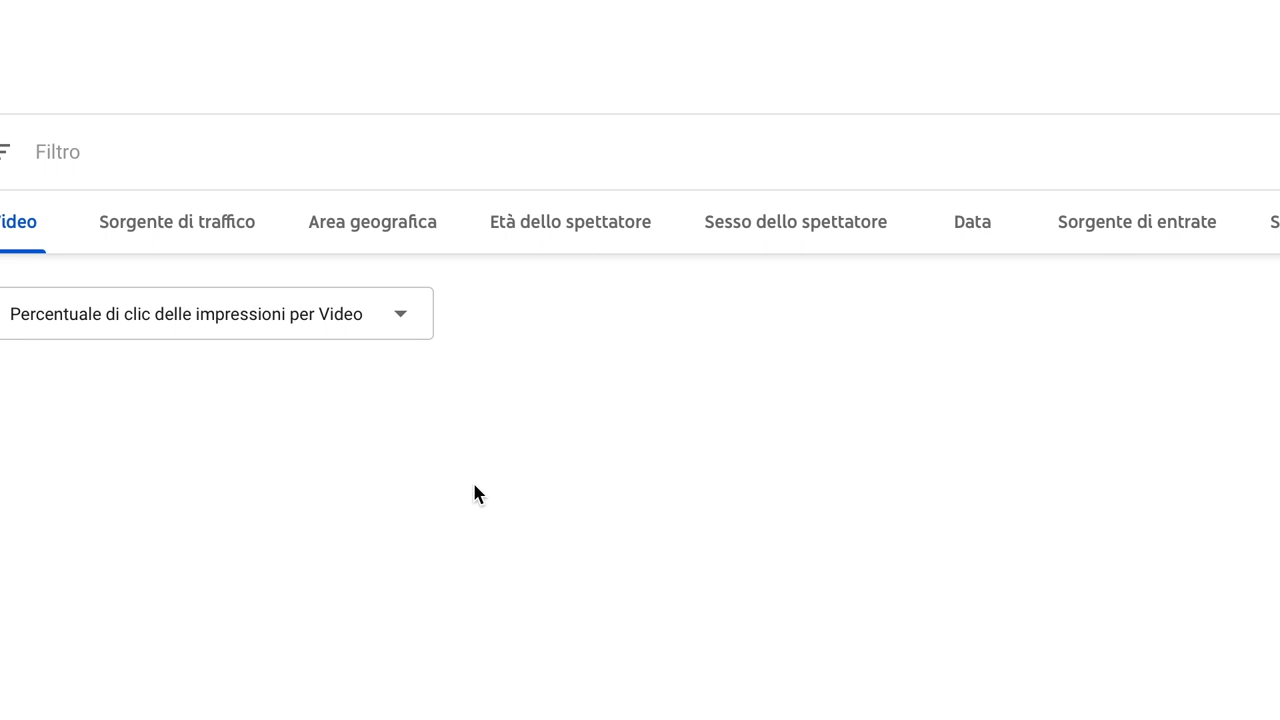 Filtro
Video Sorgente di traffico Area geografica Età dello spettatore Sesso dello spettatore Data Sorgente di entrate
Percentuale di clic delle impressioni per Video